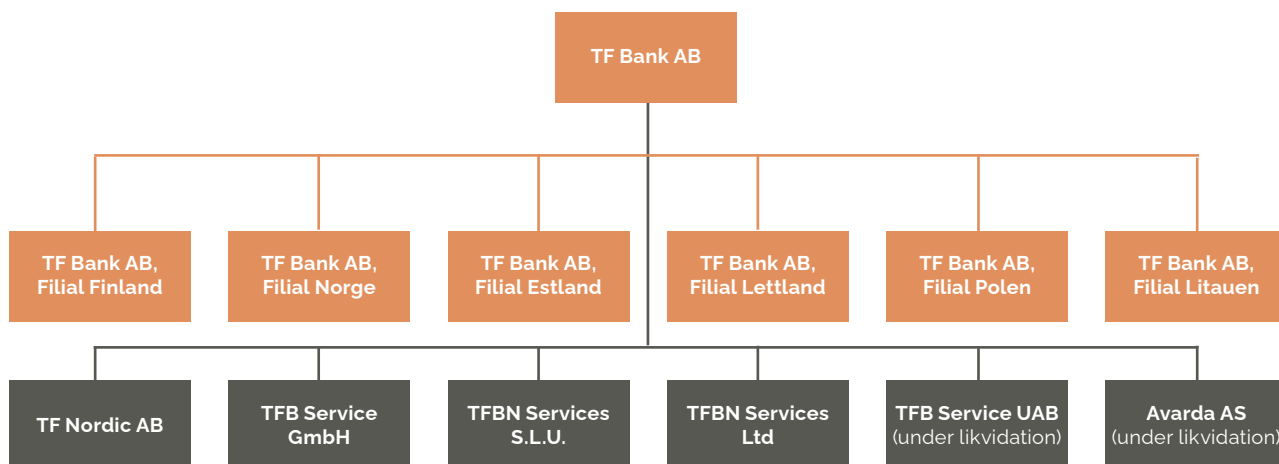 TF Bank AB
TF Bank AB,
Filial Finland
TF Bank AB,
Filial Norge
TF Bank AB,
Filial Estland
TF Bank AB,
Filial Lettland
TF Bank AB,
Filial Polen
TF Bank AB,
Filial Litauen
TF Nordic AB
TFB Service
GmbH
TFBN Services
S.L.U.
TFBN Services
Ltd
TFB Service UAB
(under likvidation)
Avarda AS
(under likvidation)